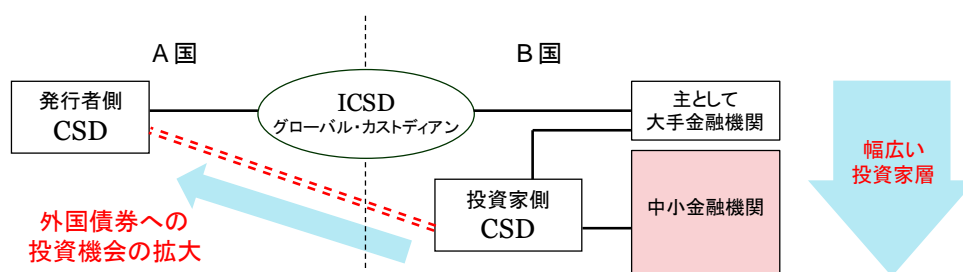 A国
B国
発行者側
CSD
ICSD
グローバル・カストディアン
主として
大手金融機関
幅広い
投資家層
投資家側
CSD
中小金融機関
外国債券への
投資機会の拡大